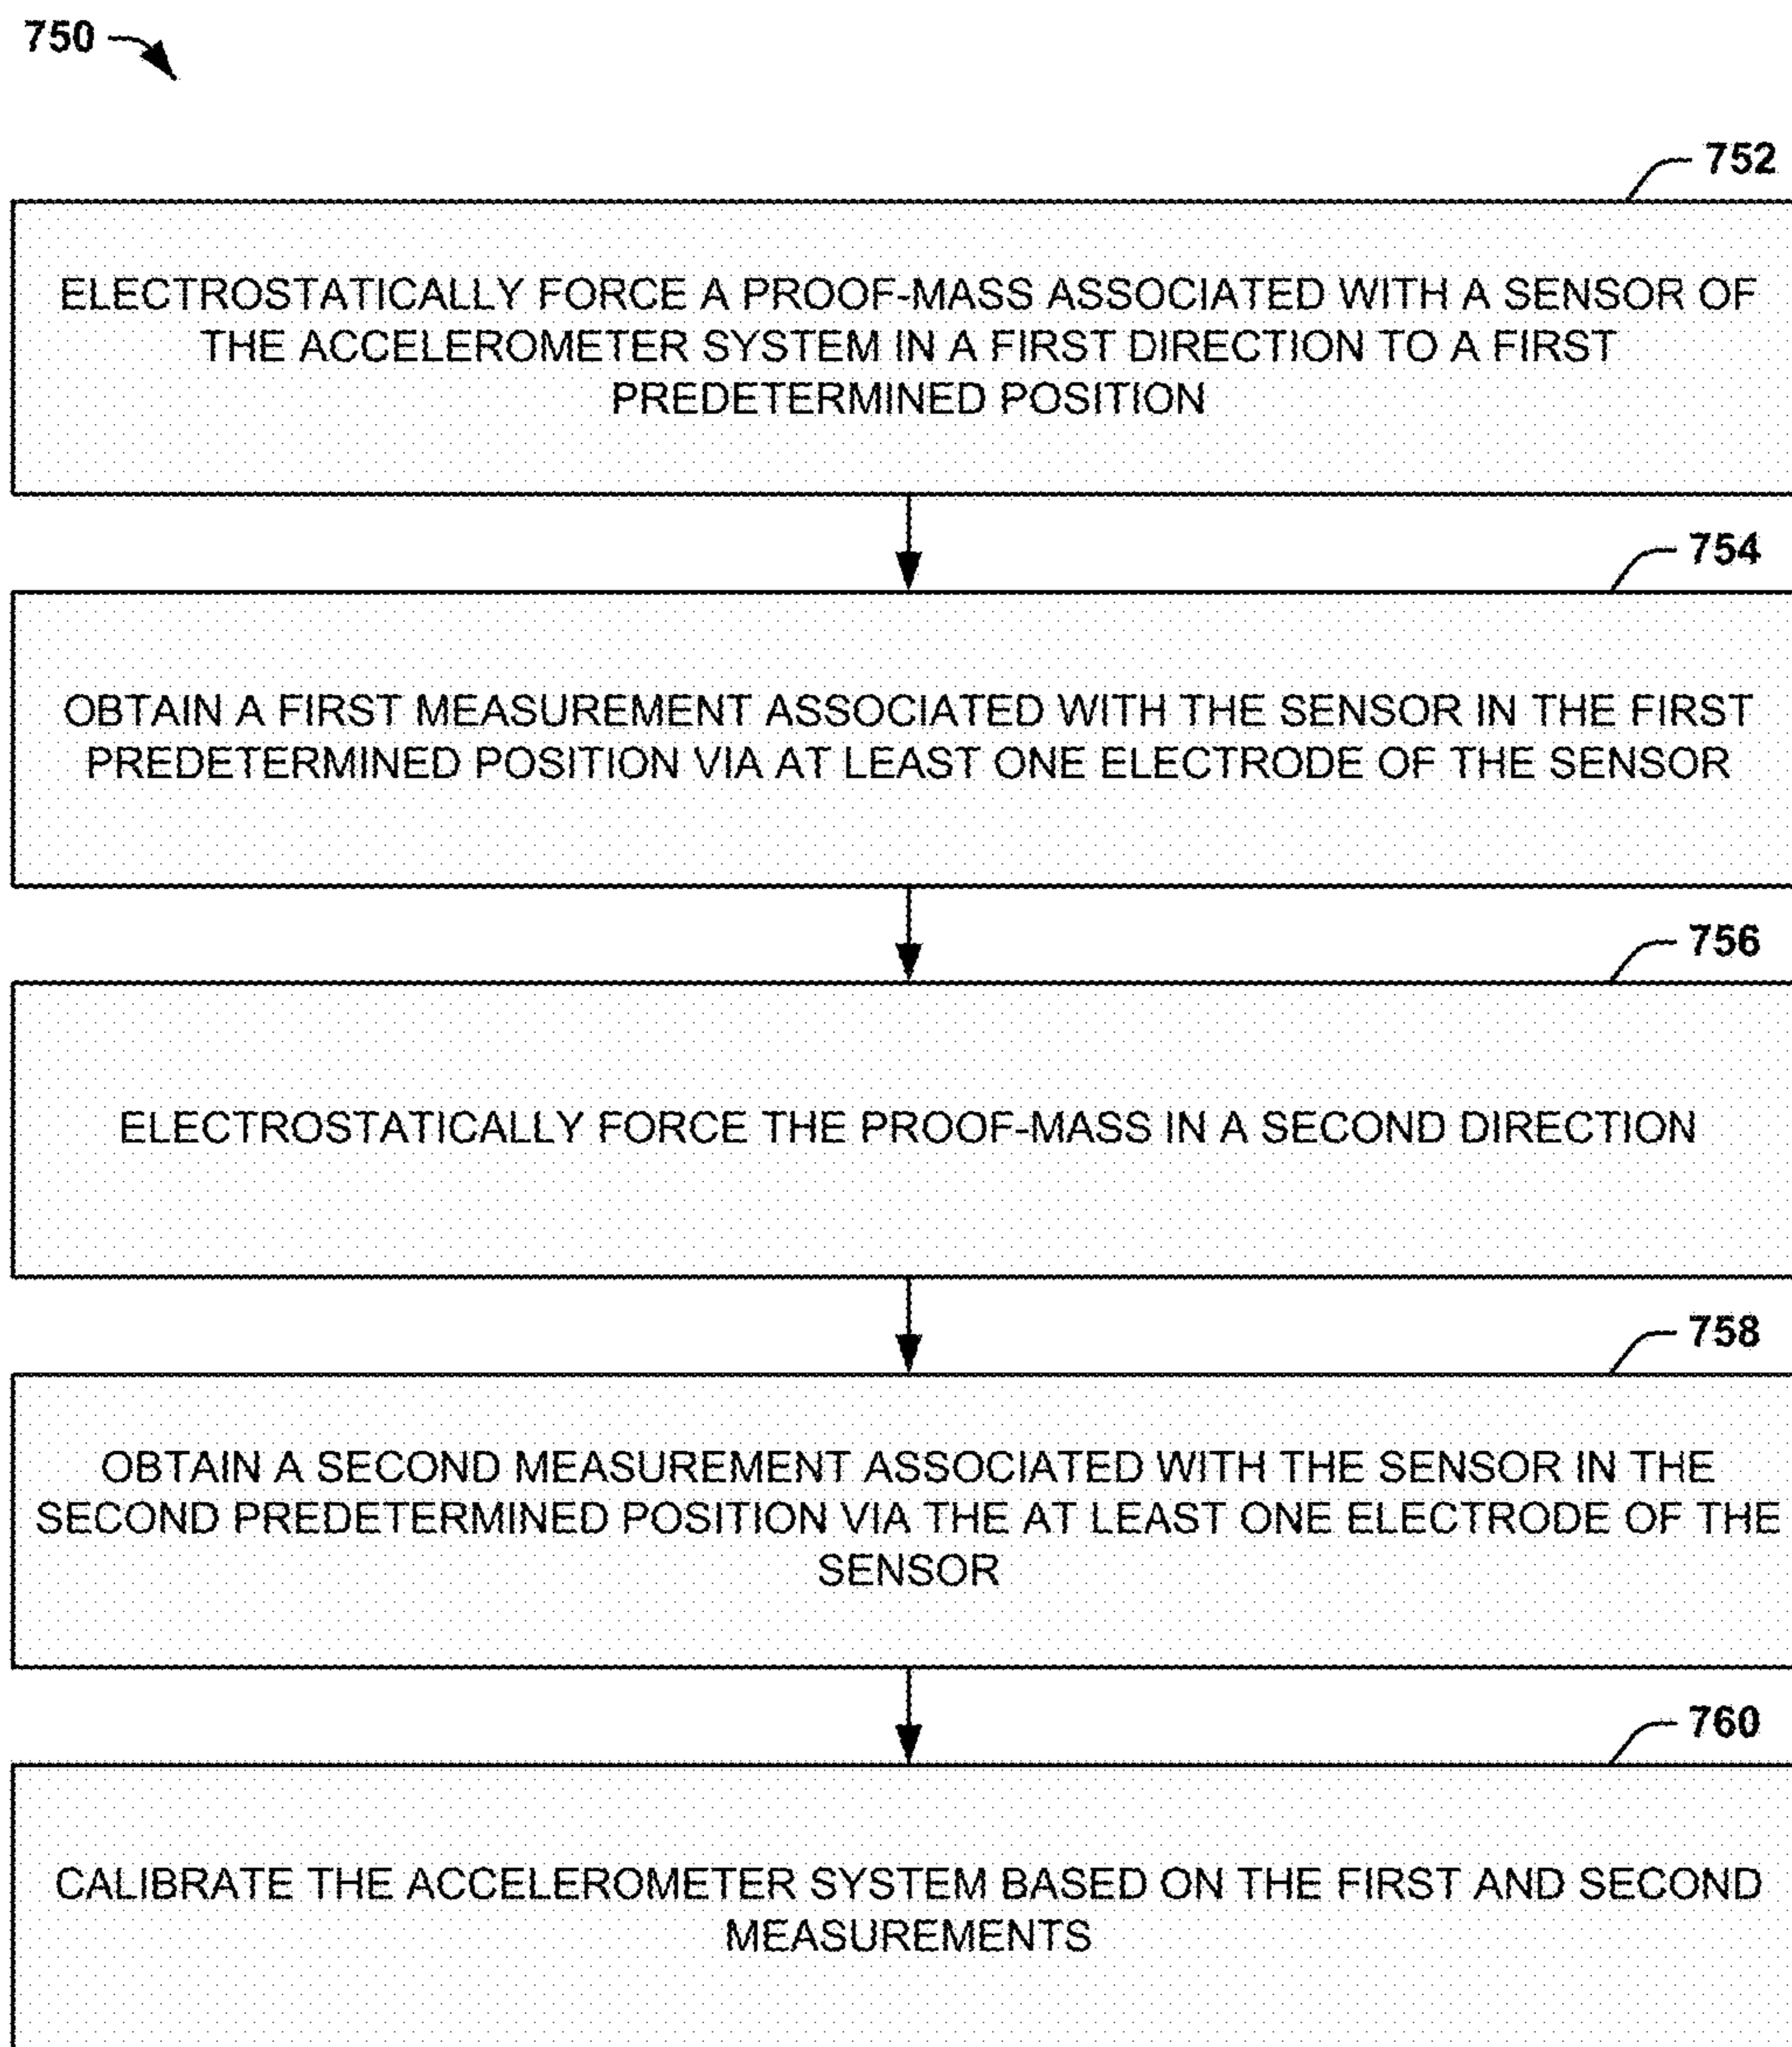 750
752
ELECTROSTATICALLY FORCE A PROOF-MASS ASSOCIATED WITH A SENSOR OF
THE ACCELEROMETER SYSTEM IN A FIRST DIRECTION TO A FIRST
PREDETERMINED POSITION
754
OBTAIN A FIRST MEASUREMENT ASSOCIATED WITH THE SENSOR IN THE FIRST
PREDETERMINED POSITION VIA AT LEAST ONE ELECTRODE OF THE SENSOR
756
ELECTROSTATICALLY FORCE THE PROOF-MASS IN A SECOND DIRECTION
758
OBTAIN A SECOND MEASUREMENT ASSOCIATED WITH THE SENSOR IN THE
SECOND PREDETERMINED POSITION VIA THE AT LEAST ONE ELECTRODE OF THE
SENSOR
760
CALIBRATE THE ACCELEROMETER SYSTEM BASED ON THE FIRST AND SECOND
MEASUREMENTS